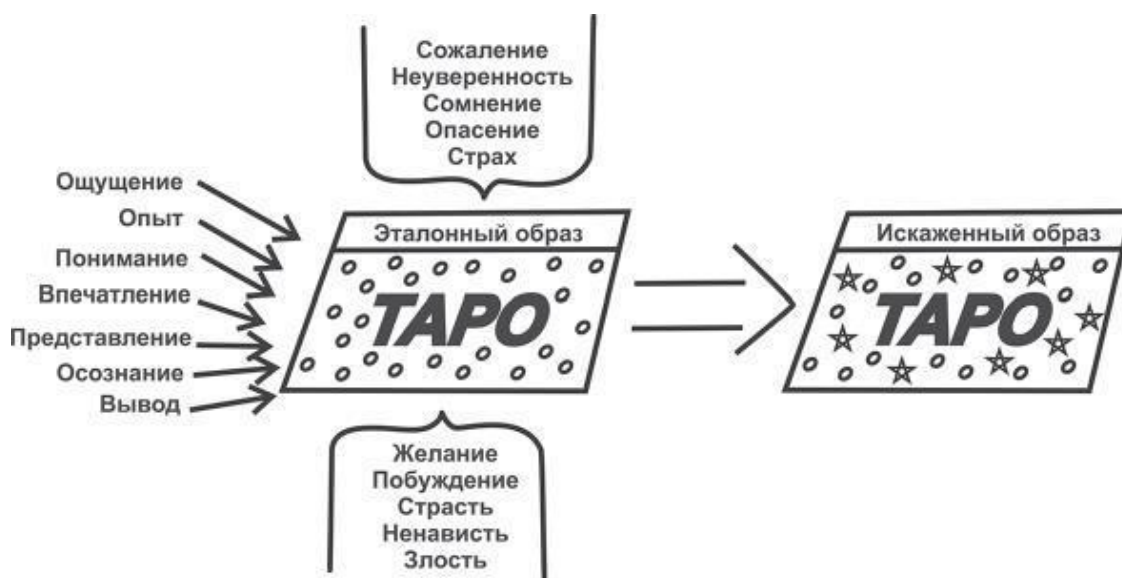 Сожаление
Неуверенность
Сомнение
Опасение
Страх
Ощущение
Опыт
Понимание
Впечатление
Представление
Осознание
Вывод
Эталонный образ
ТАРО
Искаженный образ
ТАРО
Желание
Побуждение
Страсть
Ненависть
Злость